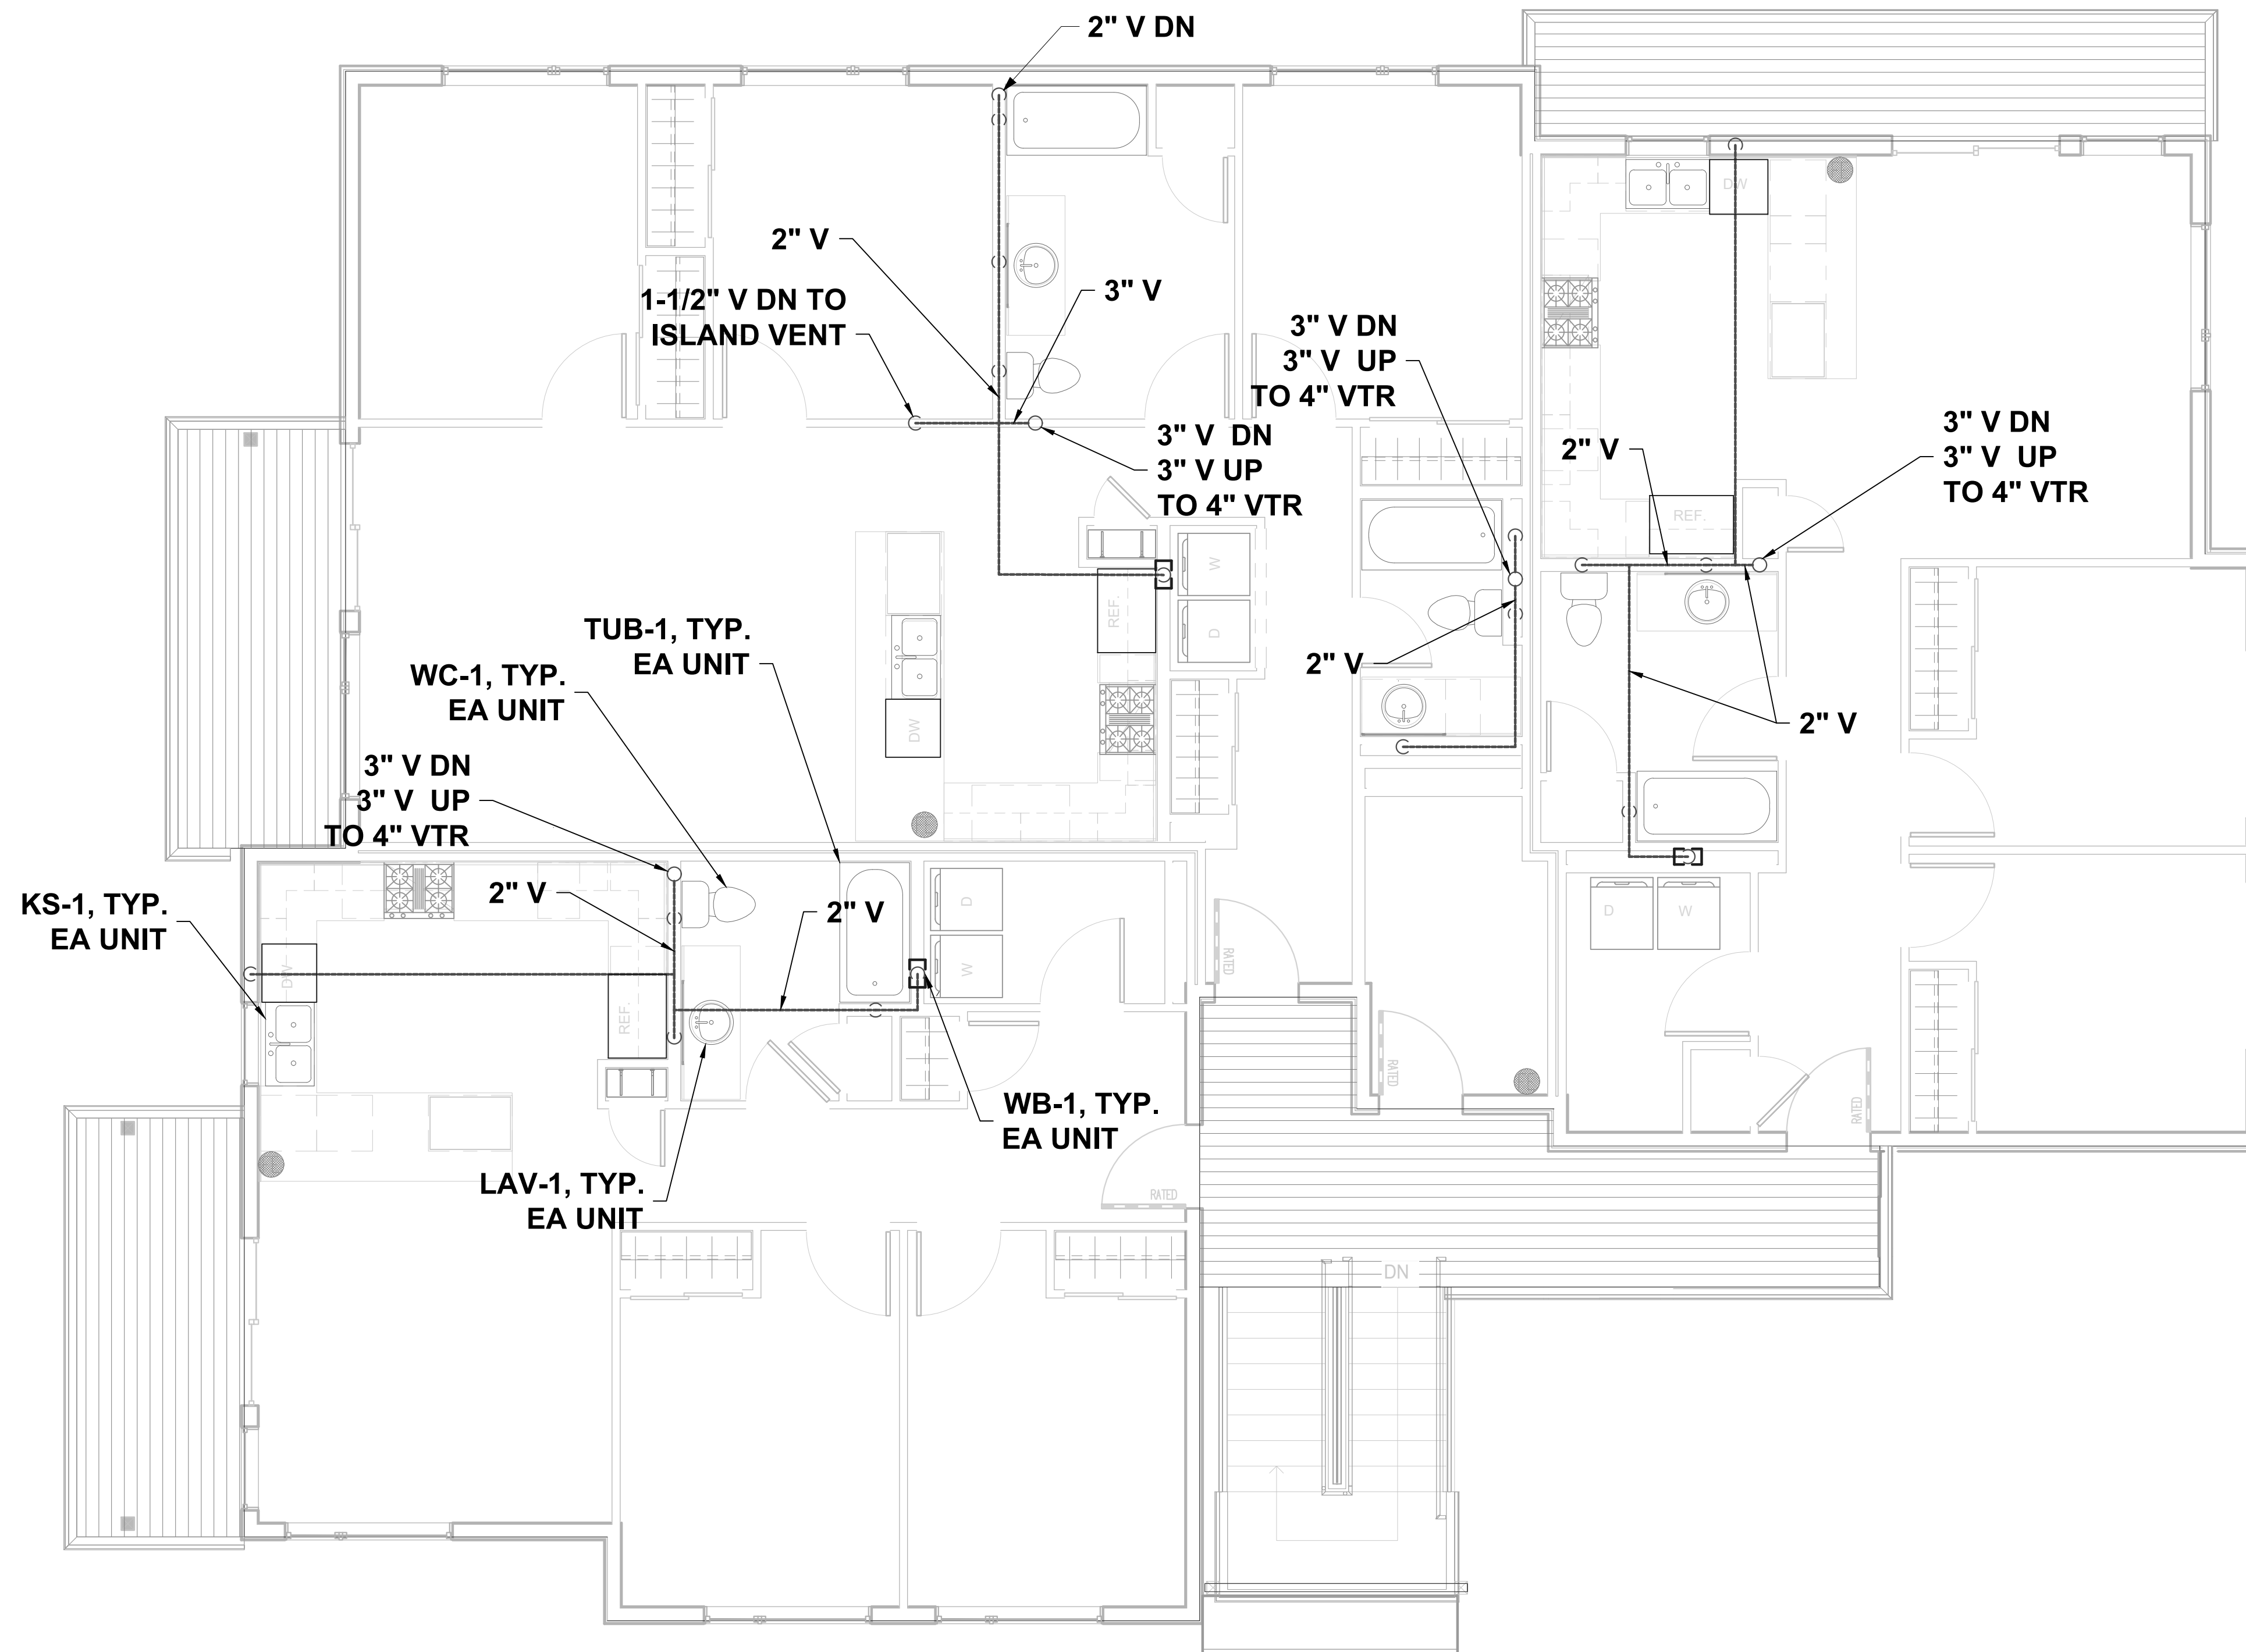 2" V DN
DW
2" V
3" V
1-1/2" V DN TO
ISLAND VENT
3" V DN
3" V  UP
TO 4" VTR
3" V  DN
3" V UP
TO 4" VTR
2" V
3" V DN
3" V  UP
TO 4" VTR
REF.
W
REF.
D
TUB-1, TYP.
EA UNIT
WC-1, TYP.
EA UNIT
2" V
2" V
DW
3" V DN
3" V  UP
TO 4" VTR
KS-1, TYP.
EA UNIT
2" V
2" V
D
D
W
DW
W
RATED
REF.
RATED
RATED
WB-1, TYP.
EA UNIT
LAV-1, TYP.
EA UNIT
RATED
DN